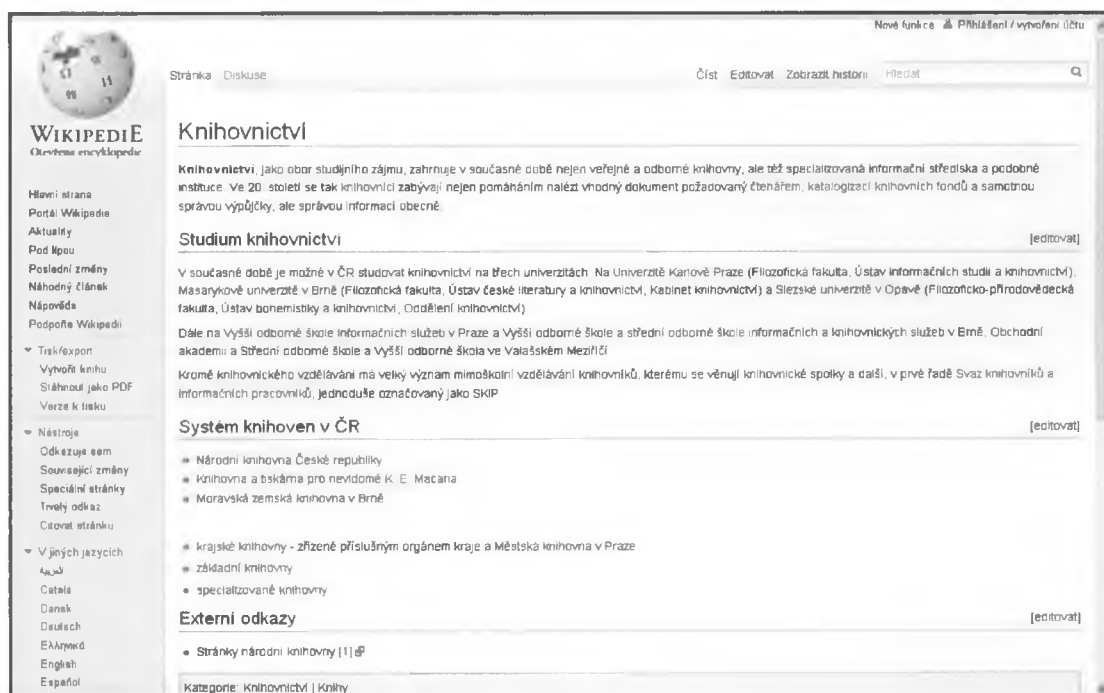 Nové funkce Přihlášení / vytvoření účtu
Stránka Diskuse Číst Editovat Zobrazit historii Hledat
WIKIPEDIE
Otevřená encyklopedie
Hlavní strana
Portál Wikipedie
Aktuality
Pod lípou
Poslední změny
Náhodný článek
Nápověda
Podpořte Wikipedii
Tisk/export
Vytvořit knihu
Stáhnout jako PDF
Verze k tisku
Nástroje
Odkazuje sem
Související změny
Speciální stránky
Trvalý odkaz
Citovat stránku
V jiných jazycích
العربية
Català
Dansk
Deutsch
Ελληνικά
English
Español
Knihovnictví
Knihovnictví, jako obor studijního zájmu, zahrnuje v současné době nejen veřejné a odborné knihovny, ale též specializovaná informační střediska a podobné
instituce. Ve 20. století se tak knihovníci zabývají nejen pomáháním nalézt vhodný dokument požadovaný čtenářem, katalogizací knihovních fondů a samotnou
správou výpůjčky, ale správou informací obecně.
Studium knihovnictví [editovat]
V současné době je možné v ČR studovat knihovnictví na třech univerzitách. Na Univerzitě Karlově Praze (Filozofická fakulta, Ústav informačních studií a knihovnictví),
Masarykově univerzitě v Brně (Filozofická fakulta, Ústav české literatury a knihovnictví, Kabinet knihovnictví) a Slezské univerzitě v Opavě (Filozoficko-přírodovědecká
fakulta, Ústav bohemistiky a knihovnictví, Oddělení knihovnictví)
Dále na Vyšší odborné škole informačních služeb v Praze a Vyšší odborné škole a střední odborné škole informačních a knihovnických služeb v Brně, Obchodní
akademii a Střední odborné škole a Vyšší odborné škola ve Valašském Meziříčí
Kromě knihovnického vzdělávání má velký význam mimoškolní vzdělávání knihovníků, kterému se věnují knihovnické spolky a další, v prvé řadě Svaz knihovníků a
informačních pracovníků, jednoduše označovaný jako SKIP
Systém knihoven v ČR [editovat]
Národní knihovna České republiky
Knihovna a tiskárna pro nevidomé K. E. Macana
Moravská zemská knihovna v Brně
krajské knihovny - zřízené příslušným orgánem kraje a Městská knihovna v Praze
základní knihovny
specializované knihovny
Externí odkazy [editovat]
Stránky národní knihovny [1]
Kategorie: Knihovnictví | Knihy